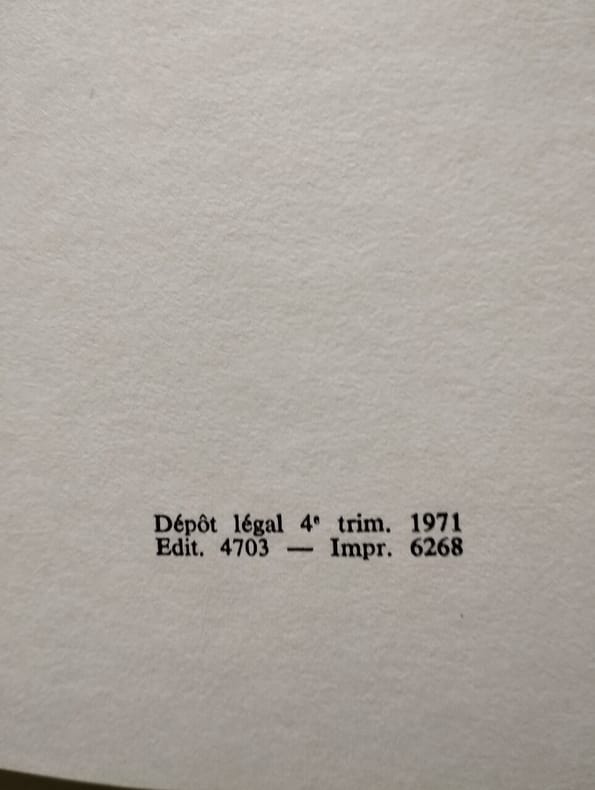 Dépôt légal 4ᵉ trim. 1971
Edit. 4703 — Impr. 6268